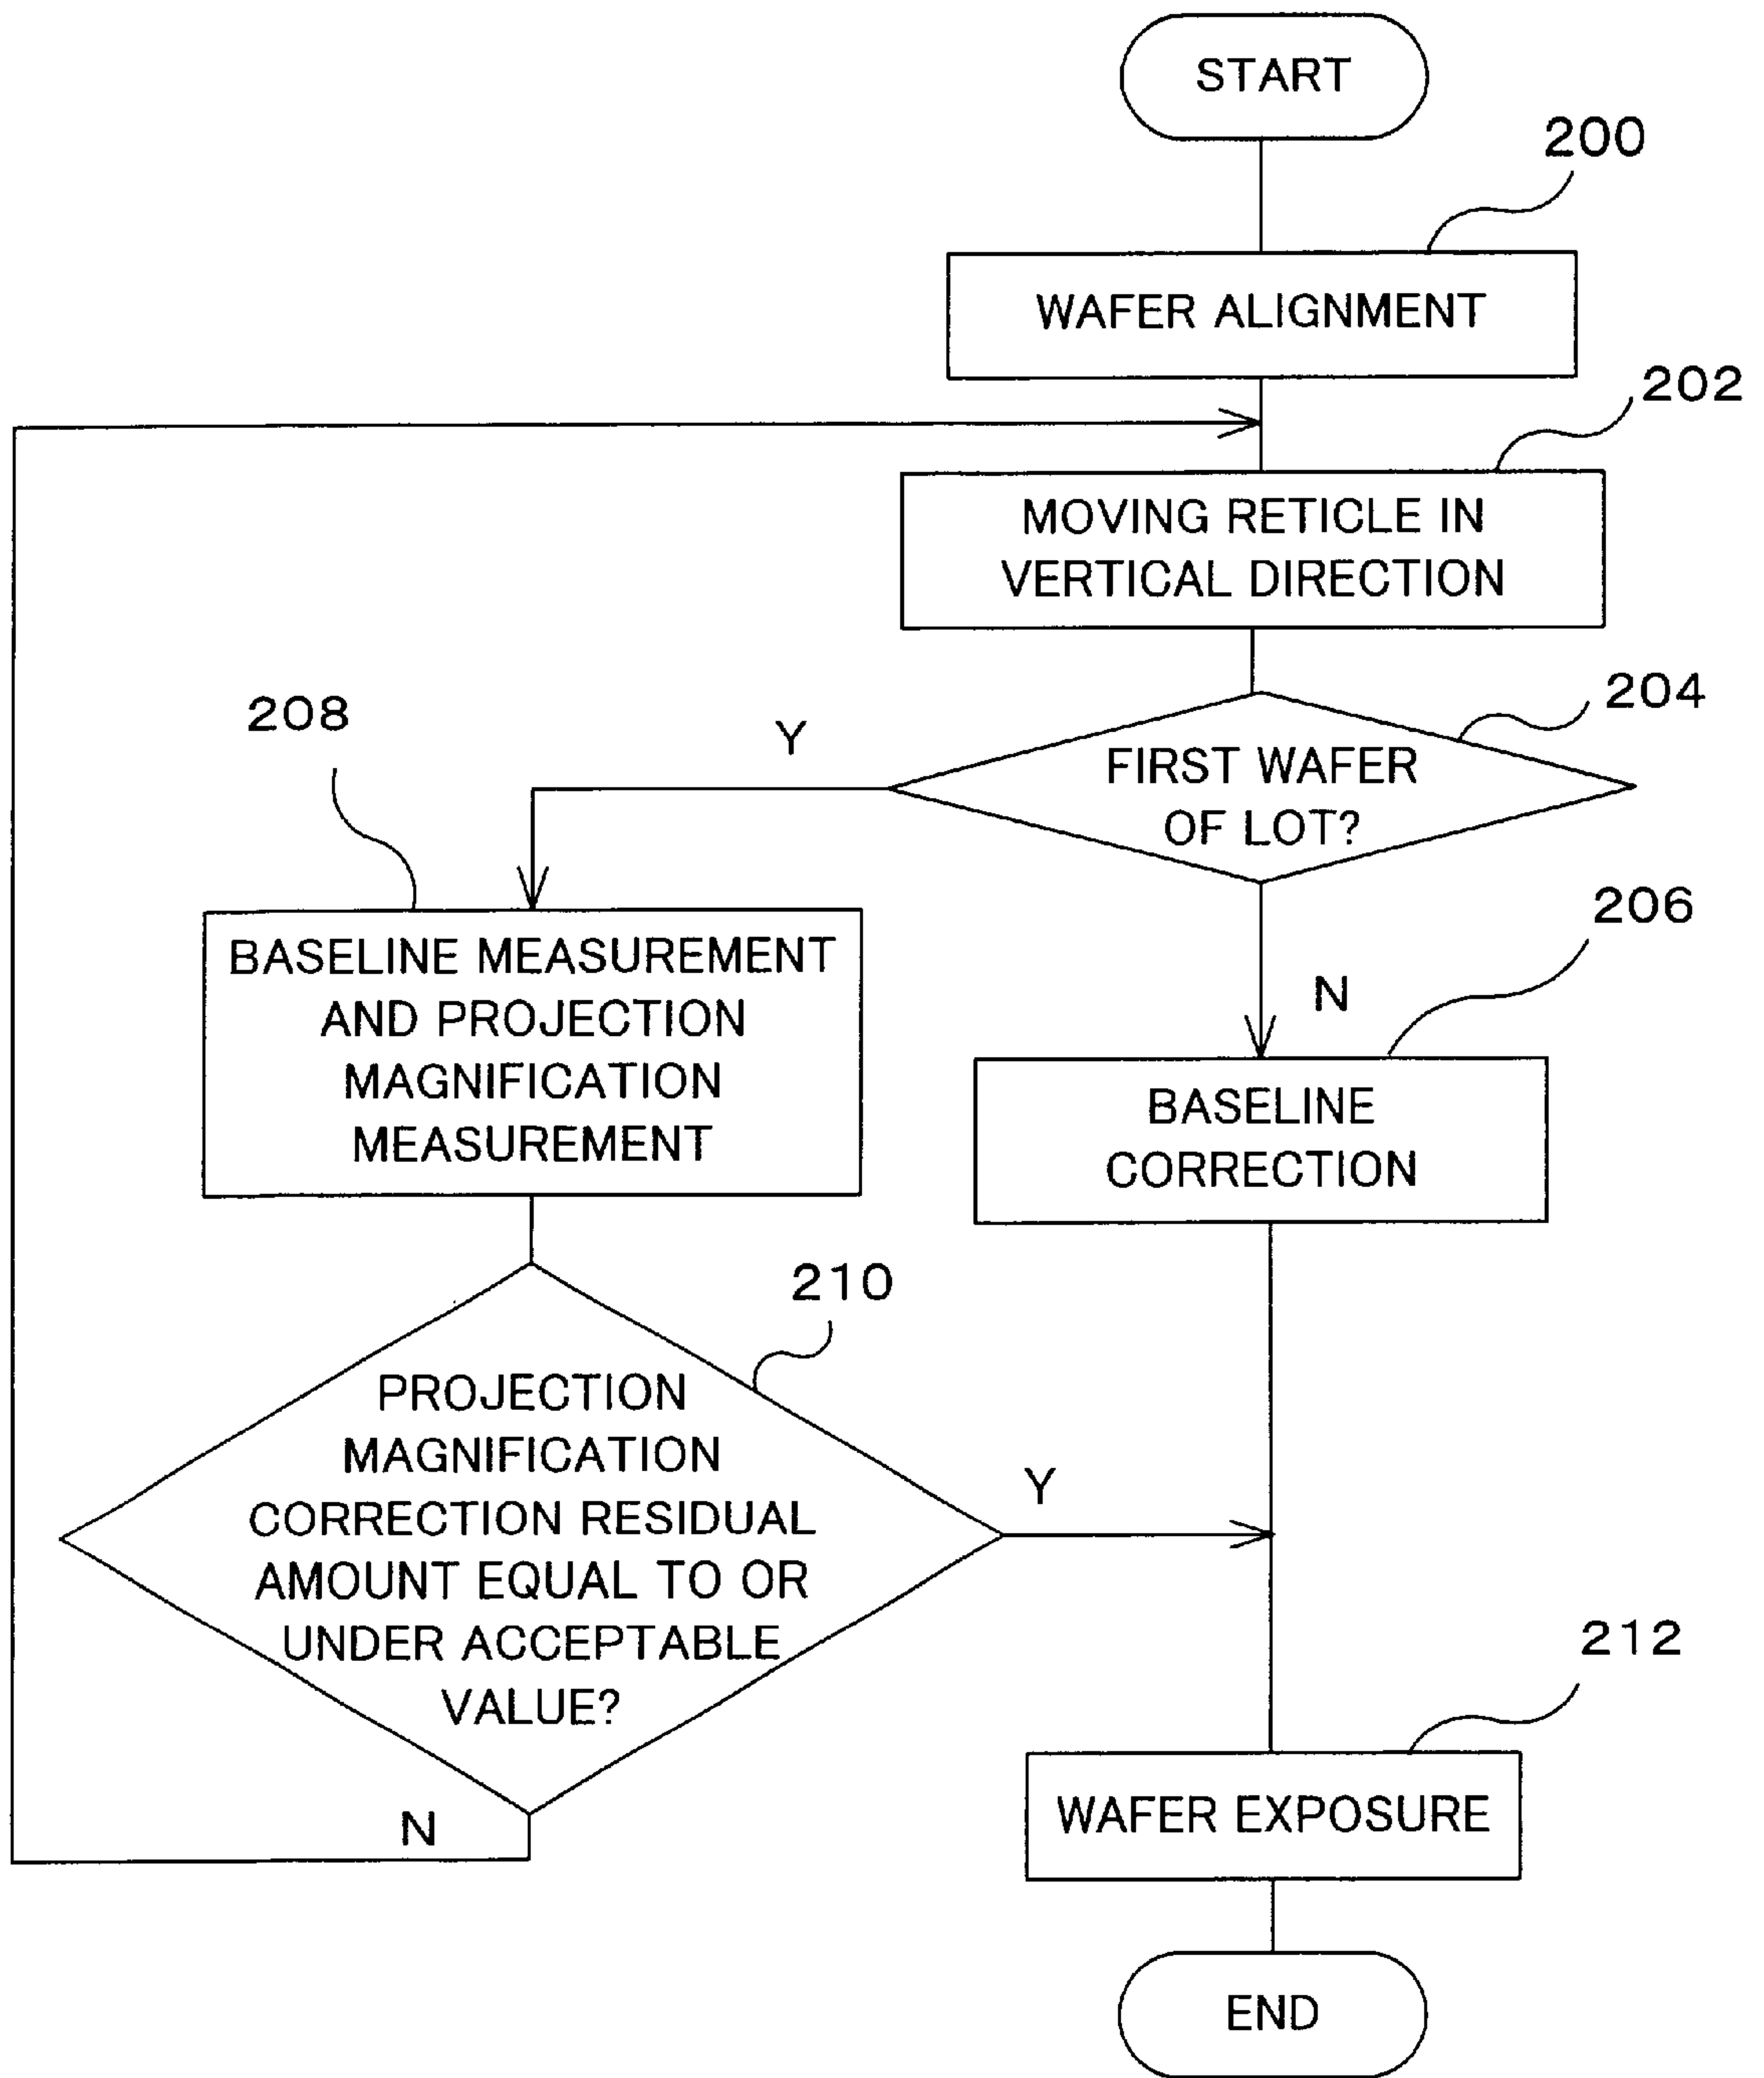 START
200
WAFER ALIGNMENT
202
MOVING RETICLE IN
VERTICAL DIRECTION
204
FIRST WAFER
OF LOT?
Y
208
BASELINE MEASUREMENT
AND PROJECTION
MAGNIFICATION
MEASUREMENT
N
206
BASELINE
CORRECTION
210
PROJECTION
MAGNIFICATION
CORRECTION RESIDUAL
AMOUNT EQUAL TO OR
UNDER ACCEPTABLE
VALUE?
Y
N
212
WAFER EXPOSURE
END